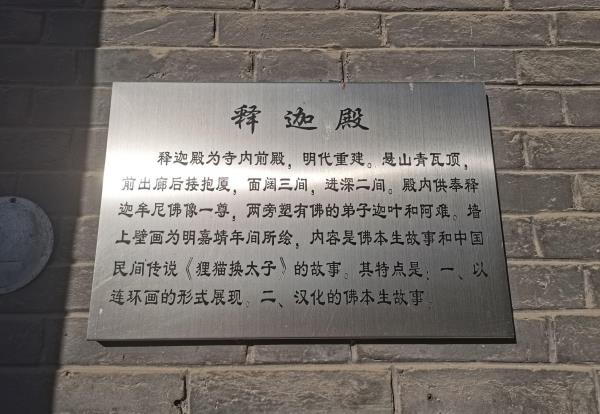 释迦殿
释迦殿为寺内前殿，明代重建。悬山青瓦顶，
前出廊后接抱厦，面阔三间，进深二间。殿内供奉释
迦牟尼佛像一尊，两旁塑有佛的弟子迦叶和阿难。墙
上壁画为明嘉靖年间所绘，内容是佛本生故事和中国
民间传说《狸猫换太子》的故事。其特点是：一、以
连环画的形式展现。二、汉化的佛本生故事。